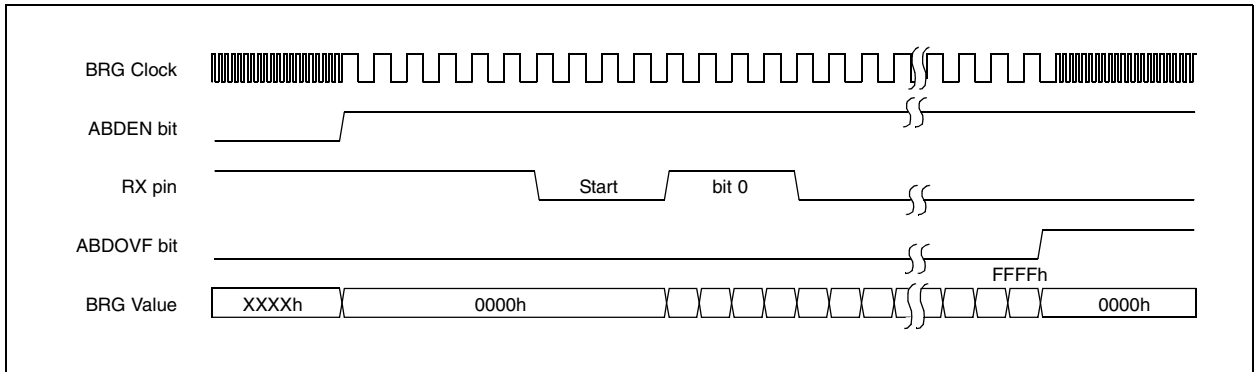 BRG Clock
ABDEN bit
RX pin
Start
bit 0
ABDOVF bit
FFFFh
BRG Value
XXXXh
0000h
0000h